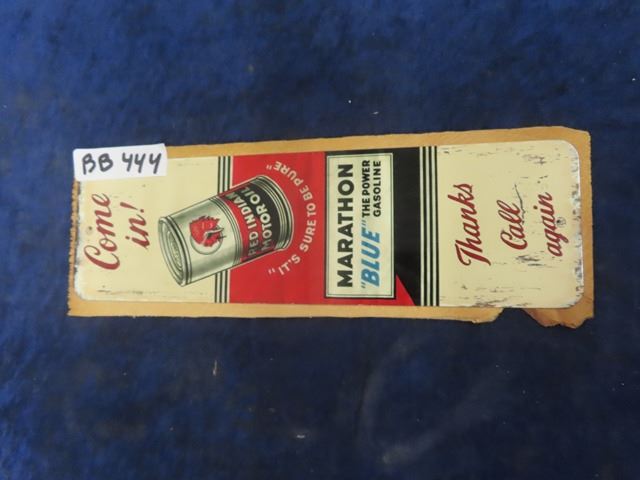 BB 444
Come
in!
RED INDIAN
MOTOR OIL
"IT'S SURE TO BE PURE"
MARATHON
"BLUE" THE POWER
GASOLINE
Thanks
Call
again